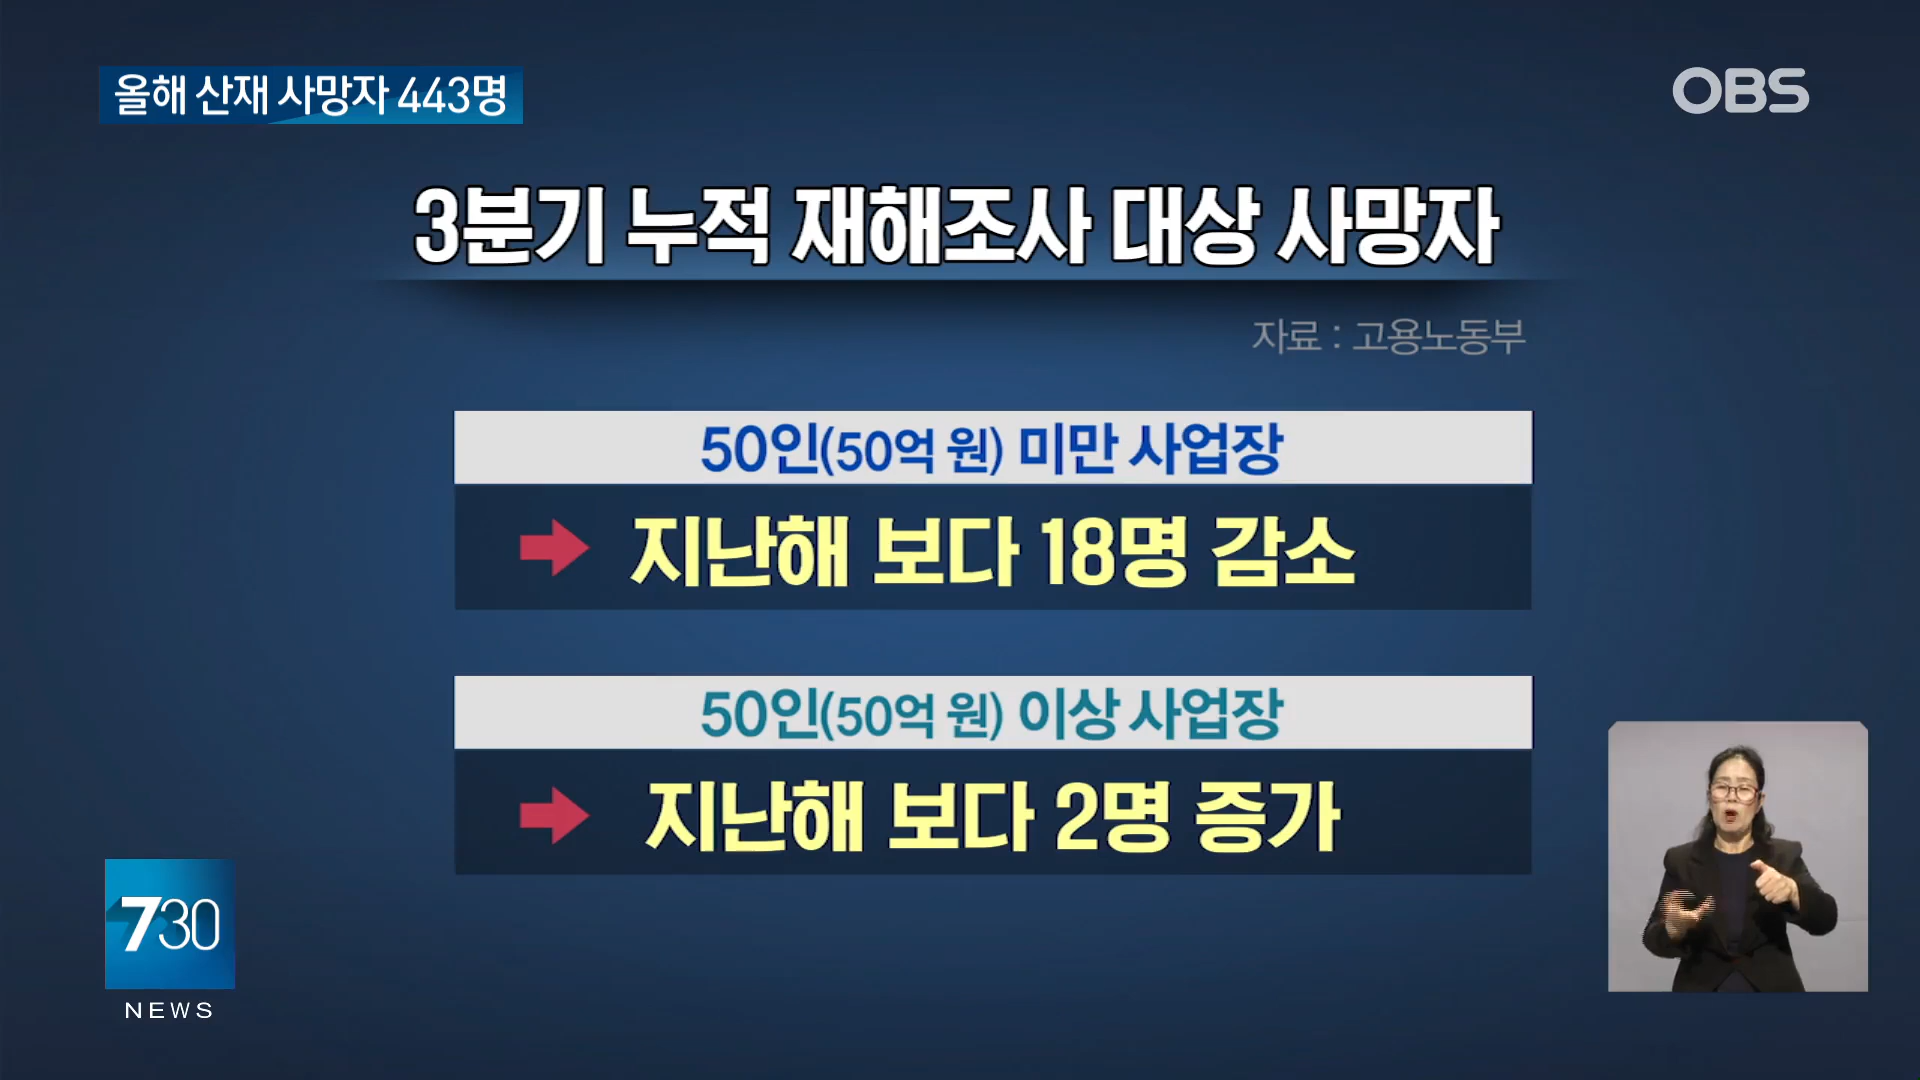 올해 산재 사망자 443명
OBS
3분기 누적 재해조사 대상 사망자
자료 : 고용노동부
50인(50억 원) 미만 사업장
지난해 보다 18명 감소
50인(50억 원) 이상 사업장
지난해 보다 2명 증가
730
NEWS